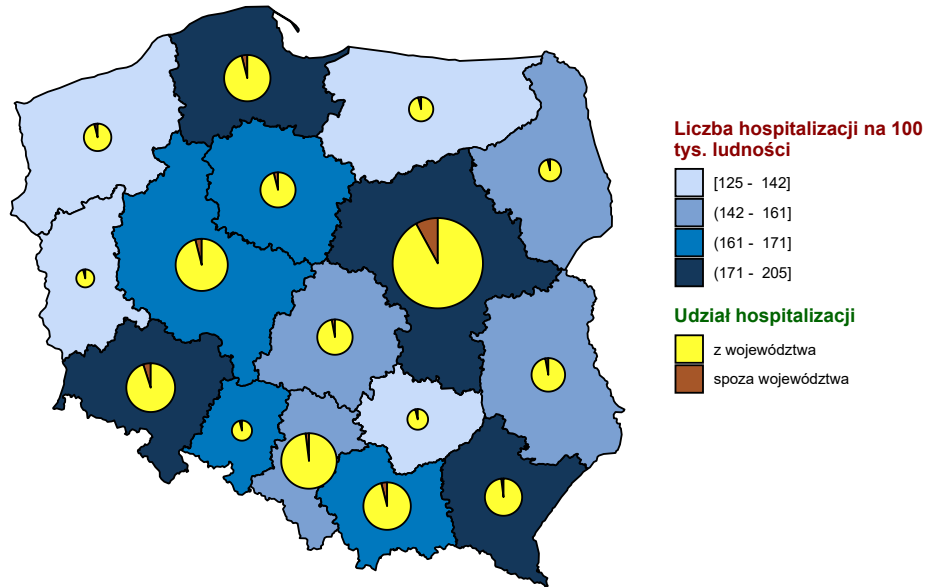 Liczba hospitalizacji na 100
tys. ludności
[125 - 142]
(142 - 161]
(161 - 171]
(171 - 205]
Udział hospitalizacji
z województwa
spoza województwa